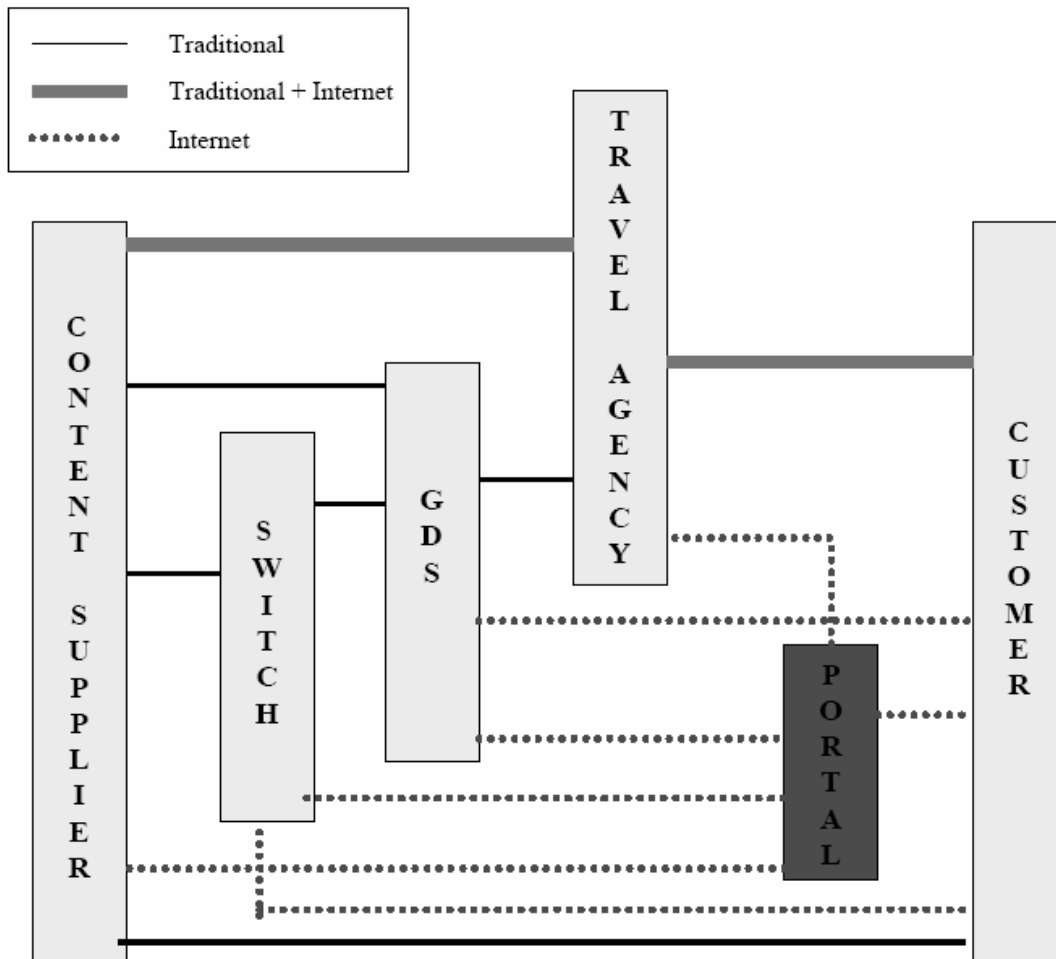 Traditional
Traditional + Internet
Internet
TRAVEL AGENCY
CONTENT SUPPLIER
SWITCH
GDS
PORTAL
CUSTOMER